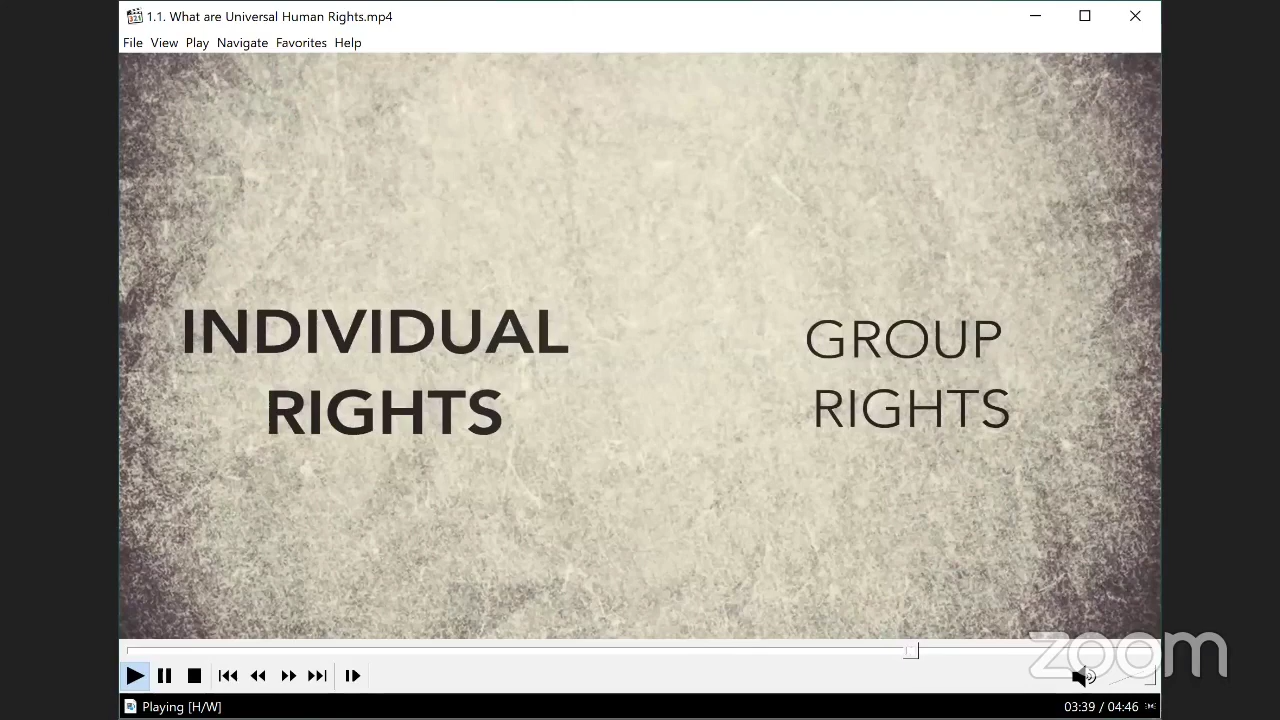 1.1. What are Universal Human Rights.mp4
File View Play Navigate Favorites Help
INDIVIDUAL
RIGHTS
GROUP
RIGHTS
zoom
Playing [H/W]
03:39 / 04:46